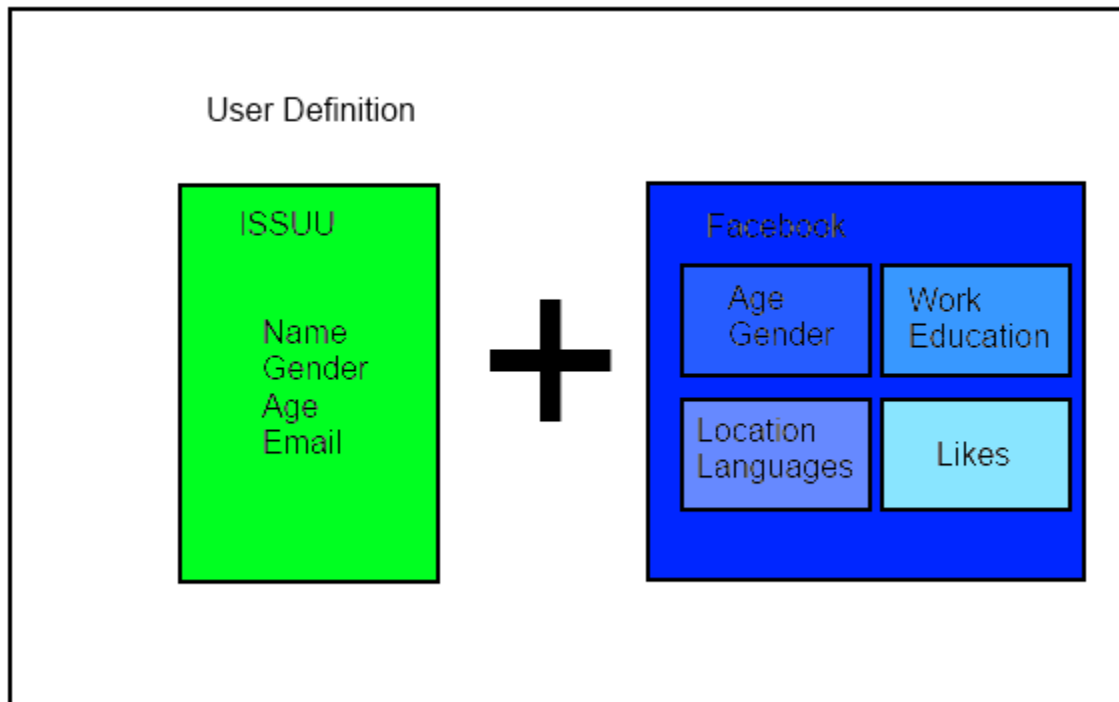 User Definition
ISSUU
Name
Gender
Age
Email
Facebook
Age
Gender
Work
Education
Location
Languages
Likes